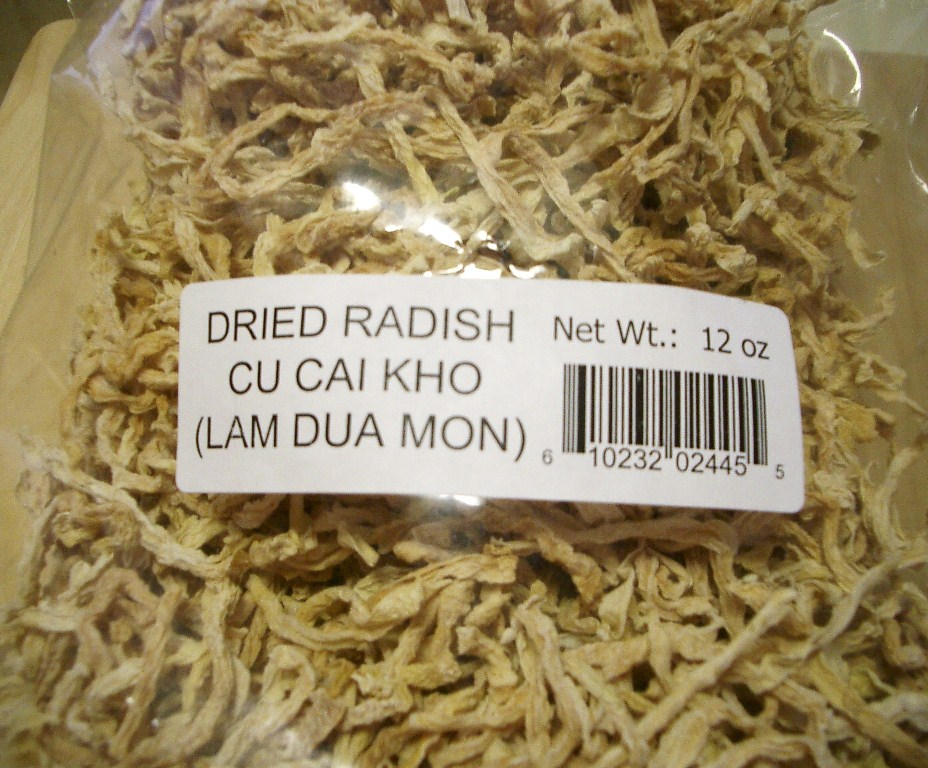 DRIED RADISH
CU CAI KHO
(LAM DUA MON)
Net Wt.: 12 oz
6 10232 02445 5